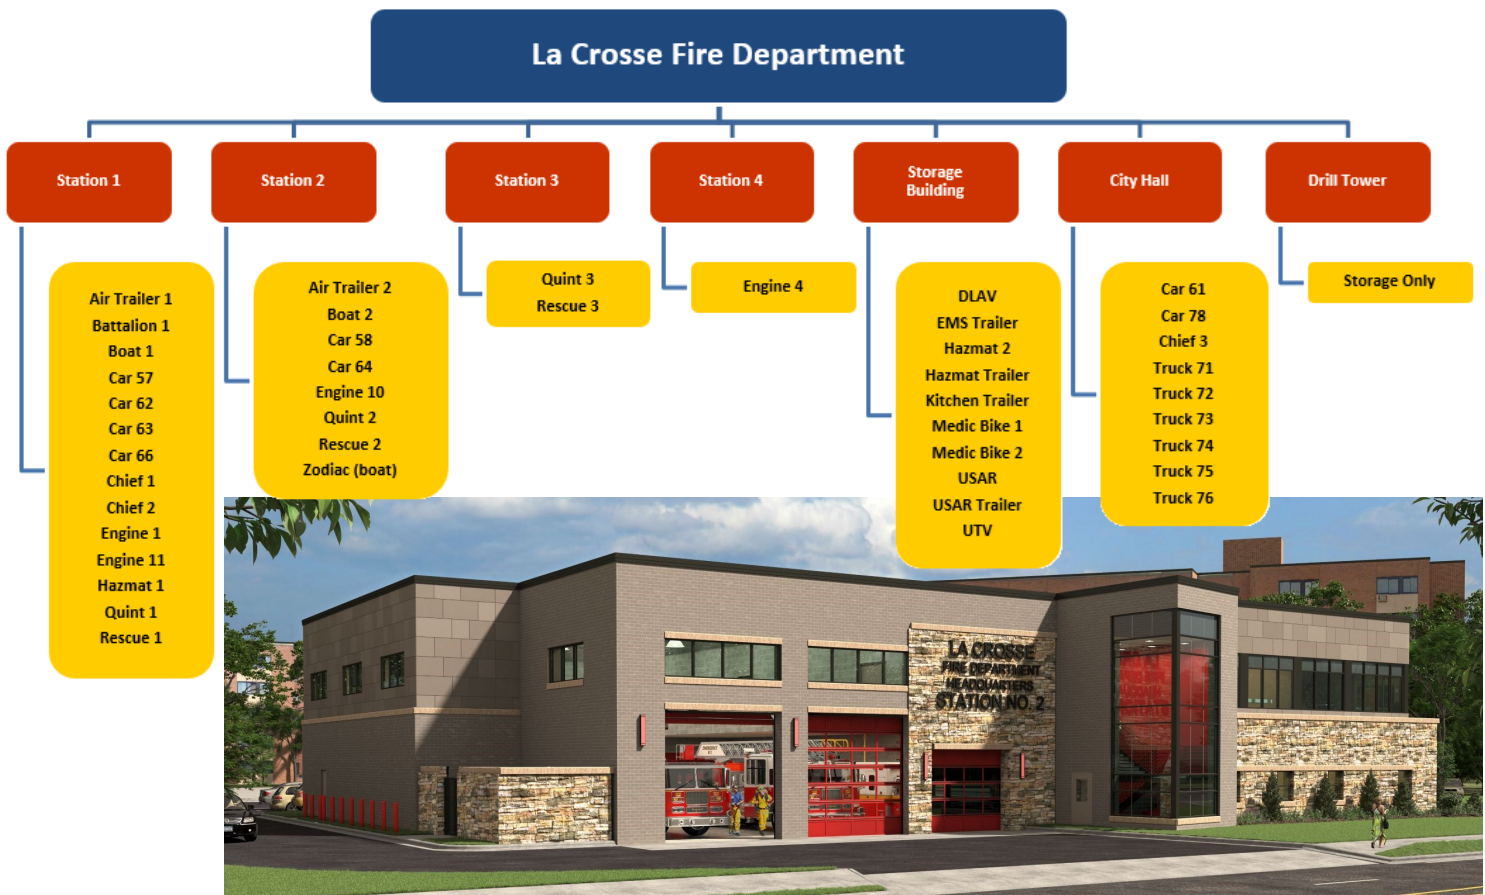 La Crosse Fire Department
Station 1
Station 2
Station 3
Station 4
Storage
Building
City Hall
Drill Tower
Air Trailer 1
Battalion 1
Boat 1
Car 57
Car 62
Car 63
Car 66
Chief 1
Chief 2
Engine 1
Engine 11
Hazmat 1
Quint 1
Rescue 1
Air Trailer 2
Boat 2
Car 58
Car 64
Engine 10
Quint 2
Rescue 2
Zodiac (boat)
Quint 3
Rescue 3
Engine 4
DLAV
EMS Trailer
Hazmat 2
Hazmat Trailer
Kitchen Trailer
Medic Bike 1
Medic Bike 2
USAR
USAR Trailer
UTV
Car 61
Car 78
Chief 3
Truck 71
Truck 72
Truck 73
Truck 74
Truck 75
Truck 76
Storage Only
LA CROSSE
FIRE DEPARTMENT
HEADQUARTERS
STATION NO. 2